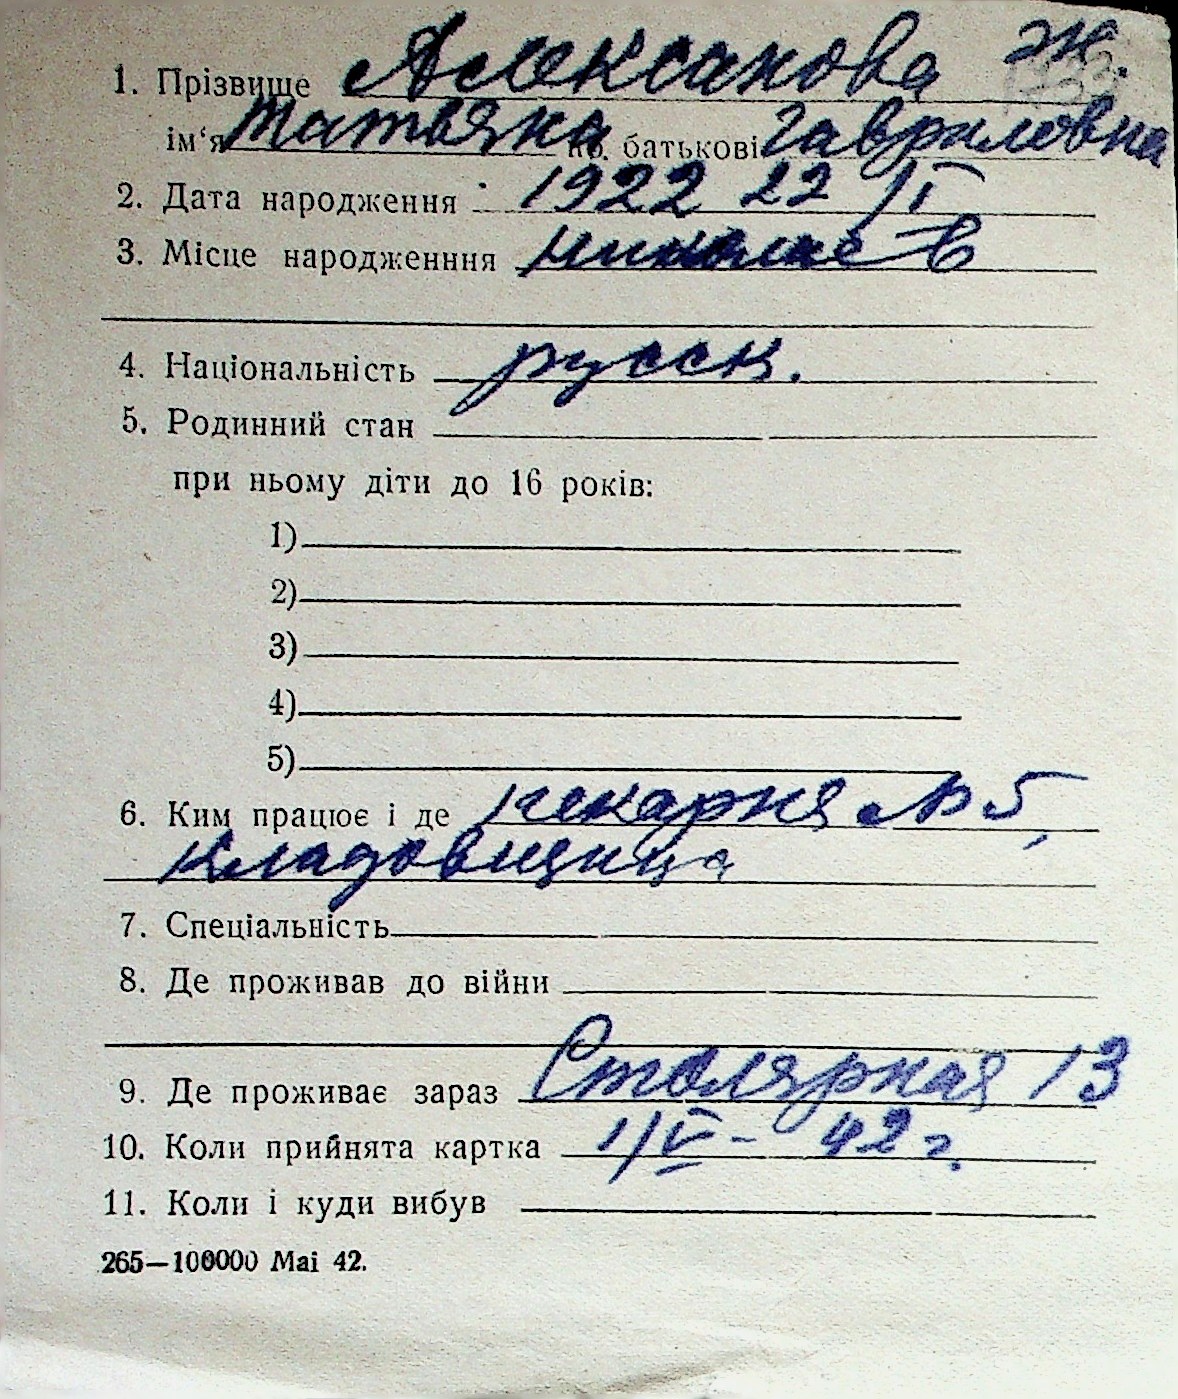 1. Прізвище Алексанова Ж.
ім‘я Татьяна по батькові Гавриловна
2. Дата народження 1922 22 /I
3. Місце народженння Николаев
4. Національність русск.
5. Родинний стан
при ньому діти до 16 років:
1)
2)
3)
4)
5)
6. Ким працює і де пекарня № 5,
кладовщица
7. Спеціальність
8. Де проживав до війни
9. Де проживає зараз Столярная 13
10. Коли прийнята картка 1/V - 42 г.
11. Коли і куди вибув
265—100000 Mai 42.